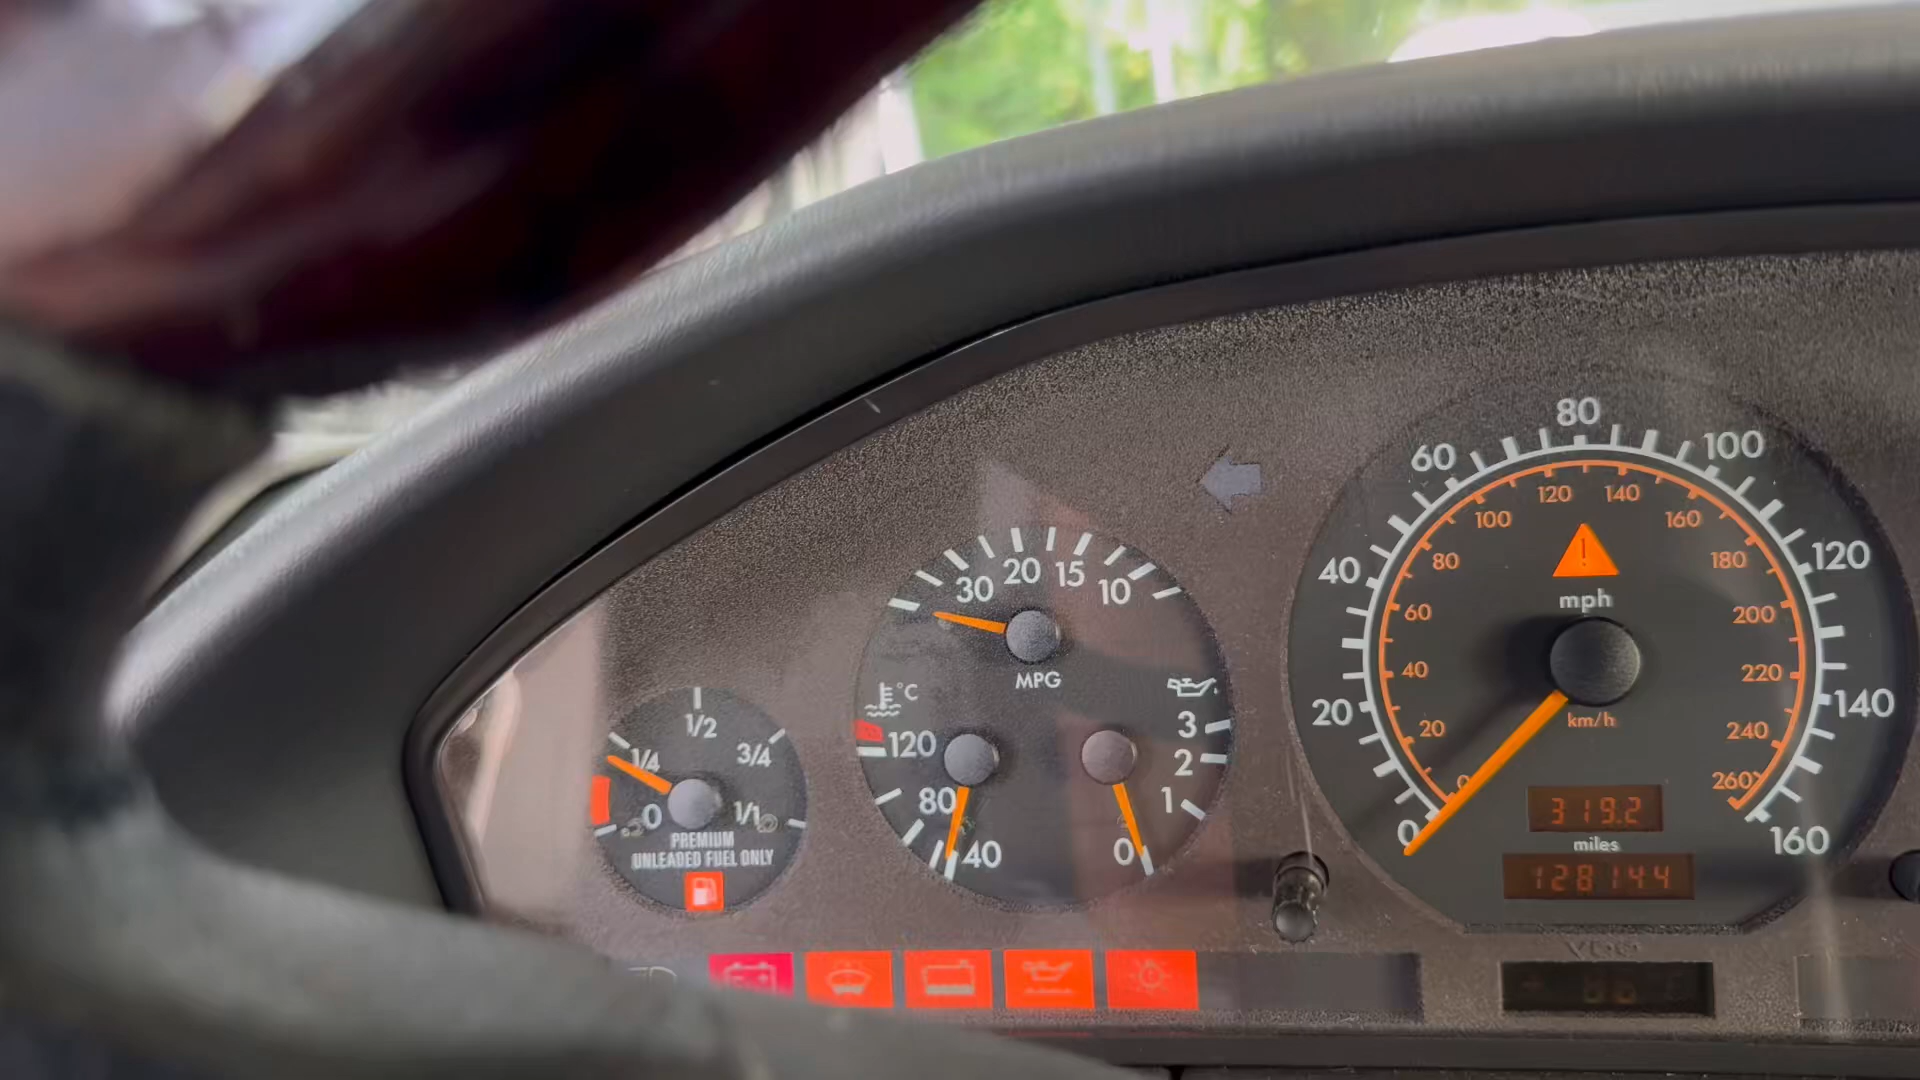 80
60 100
120 140
100 160
40 80 180 120
mph
60 200
40 220
20 km/h 140
20 240
0 260
0 160
319.2
miles
128144
VDO
30 20 15 10
MPG
°C
120
80
40
3
2
1
0
1/2
1/4 3/4
0 1/1
PREMIUM
UNLEADED FUEL ONLY